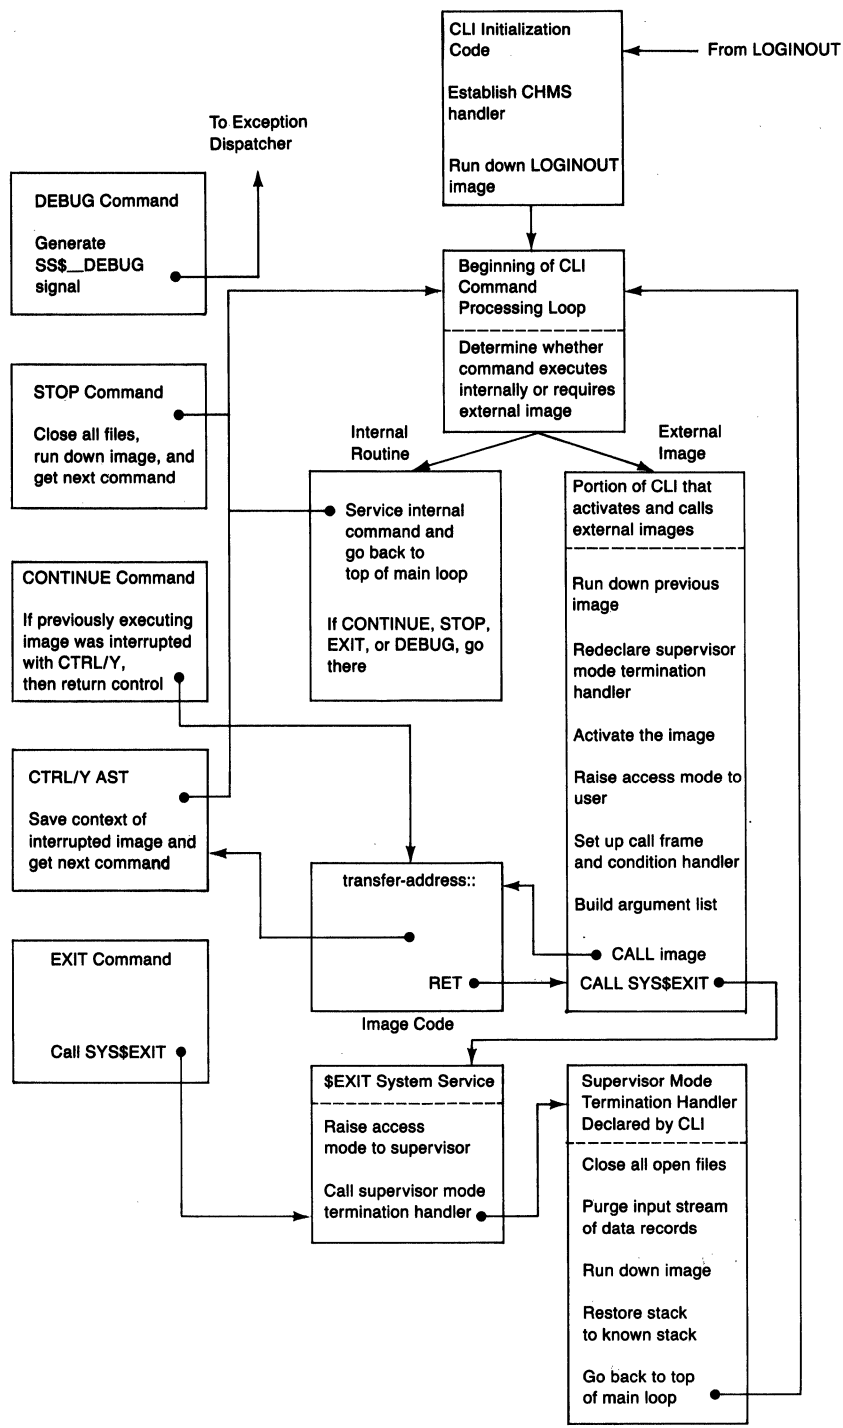 CLI Initialization
Code
From LOGINOUT
Establish CHMS
handler
Run down LOGINOUT
image
To Exception
Dispatcher
DEBUG Command
Generate
SS$__DEBUG
signal
Beginning of CLI
Command
Processing Loop
Determine whether
command executes
internally or requires
external image
STOP Command
Close all files,
run down image, and
get next command
Internal
Routine
External
Image
Service internal
command and
go back to
top of main loop
If CONTINUE, STOP,
EXIT, or DEBUG, go
there
Portion of CLI that
activates and calls
external images
Run down previous
image
Redeclare supervisor
mode termination
handler
Activate the image
Raise access mode to
user
Set up call frame
and condition handler
Build argument list
CALL image
CALL SYS$EXIT
CONTINUE Command
If previously executing
image was interrupted
with CTRL/Y,
then return control
CTRL/Y AST
Save context of
interrupted image and
get next command
transfer-address::
RET
Image Code
EXIT Command
Call SYS$EXIT
$EXIT System Service
Raise access
mode to supervisor
Call supervisor mode
termination handler
Supervisor Mode
Termination Handler
Declared by CLI
Close all open files
Purge input stream
of data records
Run down image
Restore stack
to known stack
Go back to top
of main loop